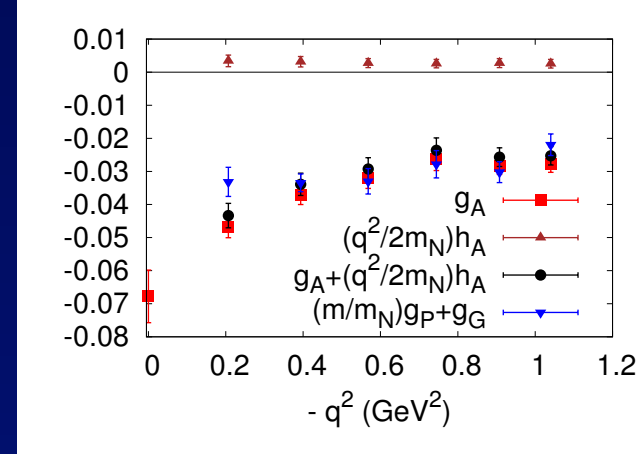 0.01
0
-0.01
-0.02
-0.03
-0.04
-0.05
-0.06
-0.07
-0.08
g_A
(q^2/2m_N)h_A
g_A+(q^2/2m_N)h_A
(m/m_N)g_P+g_G
0 0.2 0.4 0.6 0.8 1 1.2
- q^2 (GeV^2)